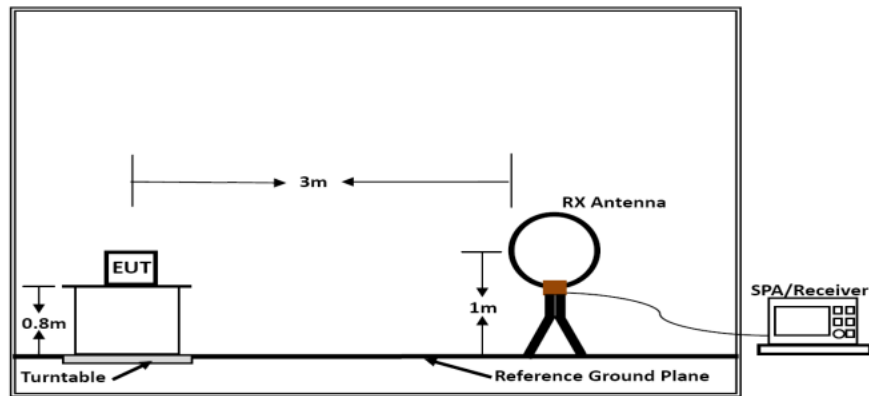 3m
RX Antenna
EUT
SPA/Receiver
0.8m
1m
Turntable
Reference Ground Plane